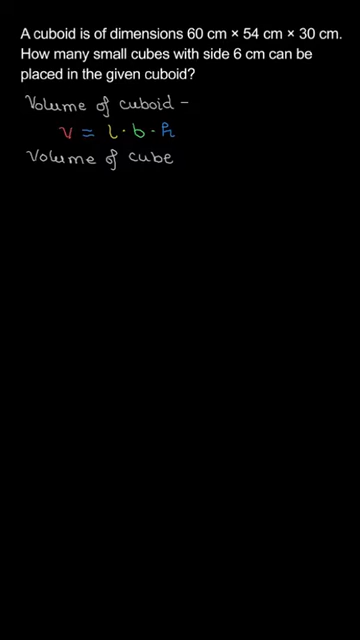 A cuboid is of dimensions 60 cm × 54 cm × 30 cm.
How many small cubes with side 6 cm can be
placed in the given cuboid?
Volume of cuboid -
V = l · b · h
Volume of cube